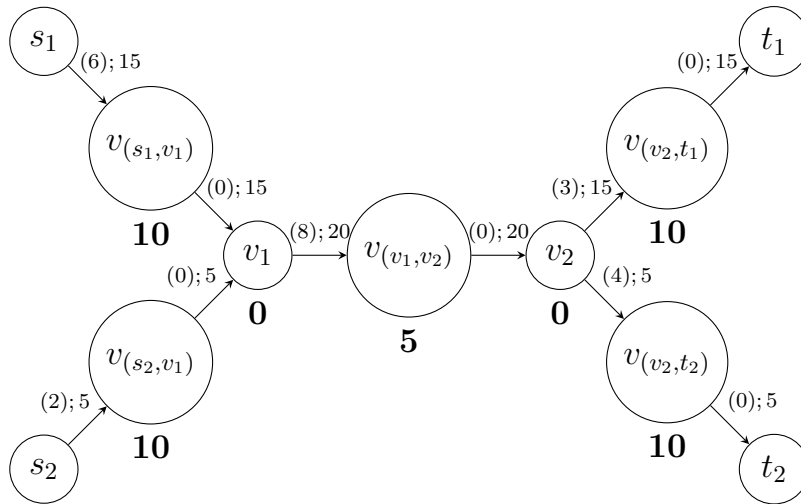 s₁
t₁
(6); 15
(0); 15
v₍ₛ₁,ᵥ₁₎
v₍ᵥ₂,ₜ₁₎
(0); 15
(3); 15
10
10
v₁
(8); 20
v₍ᵥ₁,ᵥ₂₎
(0); 20
v₂
(0); 5
(4); 5
0
5
0
v₍ₛ₂,ᵥ₁₎
v₍ᵥ₂,ₜ₂₎
(2); 5
(0); 5
10
10
s₂
t₂